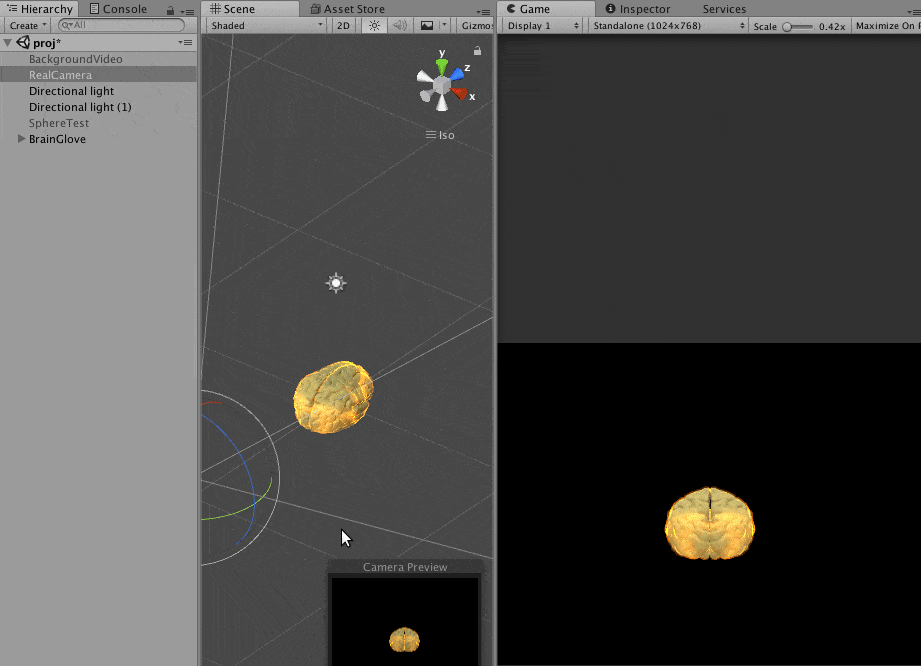 Hierarchy Console Scene Asset Store Game Inspector Services
Create All Shaded 2D Gizmos Display 1 Standalone (1024x768) Scale 0.42x Maximize On
proj*
BackgroundVideo
RealCamera
Directional light
Directional light (1)
SphereTest
BrainGlove
y
z
x
Iso
Camera Preview